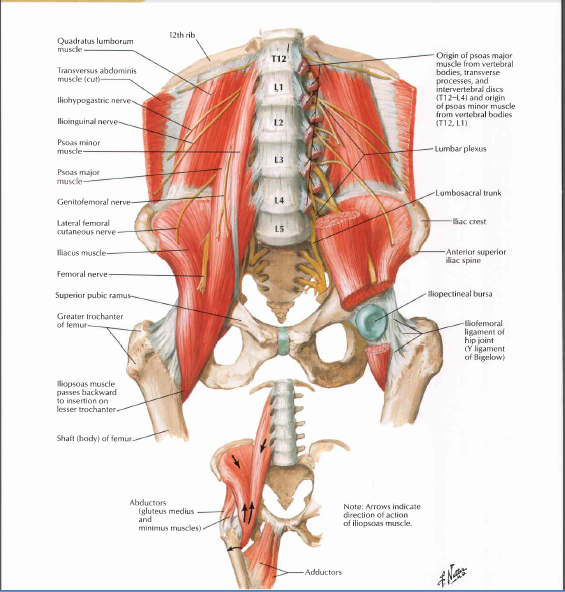 Quadratus lumborum
muscle
Transversus abdominis
muscle (cut)
Iliohypogastric nerve
Ilioinguinal nerve
Psoas minor
muscle
Psoas major
muscle
Genitofemoral nerve
Lateral femoral
cutaneous nerve
Iliacus muscle
Femoral nerve
Superior pubic ramus
Greater trochanter
of femur
Iliopsoas muscle
passes backward
to insertion on
lesser trochanter
Shaft (body) of femur
12th rib
T12
L1
L2
L3
L4
L5
Origin of psoas major
muscle from vertebral
bodies, transverse
processes, and
intervertebral discs
(T12–L4) and origin
of psoas minor muscle
from vertebral bodies
(T12, L1)
Lumbar plexus
Lumbosacral trunk
Iliac crest
Anterior superior
iliac spine
Iliopectineal bursa
Iliofemoral
ligament of
hip joint
(Y ligament
of Bigelow)
Abductors
(gluteus medius
and
minimus muscles)
Note: Arrows indicate
direction of action
of iliopsoas muscle.
Adductors
F. Netter